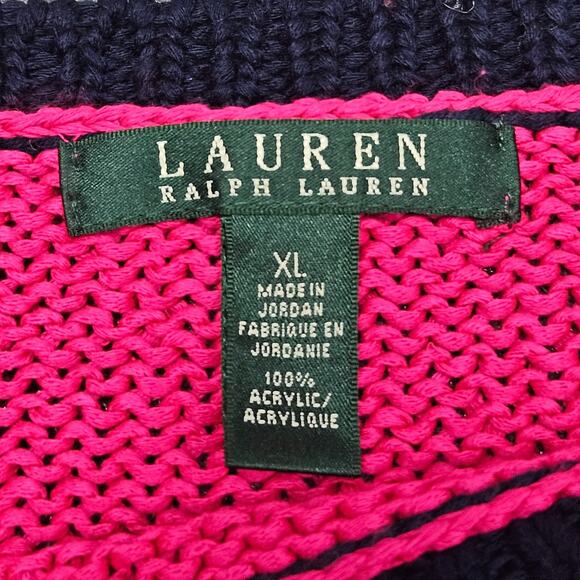 LAUREN
RALPH LAUREN
XL
MADE IN
JORDAN
FABRIQUE EN
JORDANIE
100%
ACRYLIC/
ACRYLIQUE